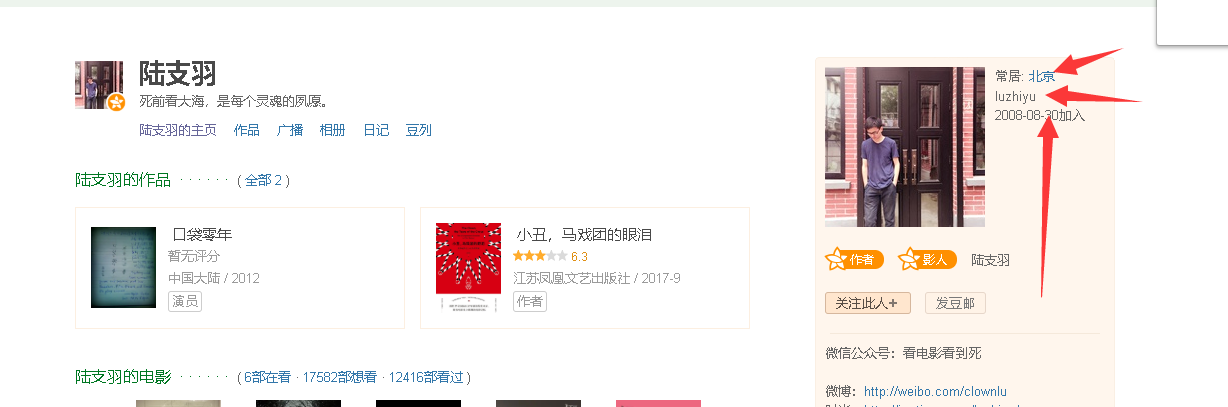 陆支羽
死前看大海，是每个灵魂的夙愿。
陆支羽的主页 作品 广播 相册 日记 豆列
陆支羽的作品 · · · · · · ( 全部 2 )
口袋零年
暂无评分
中国大陆 / 2012
演员
小丑，马戏团的眼泪
6.3
江苏凤凰文艺出版社 / 2017-9
作者
陆支羽的电影 · · · · · · ( 6部在看 · 17582部想看 · 12416部看过 )
常居: 北京
luzhiyu
2008-08-30加入
作者 影人 陆支羽
关注此人+ 发豆邮
微信公众号：看电影看到死
微博：http://weibo.com/clownlu